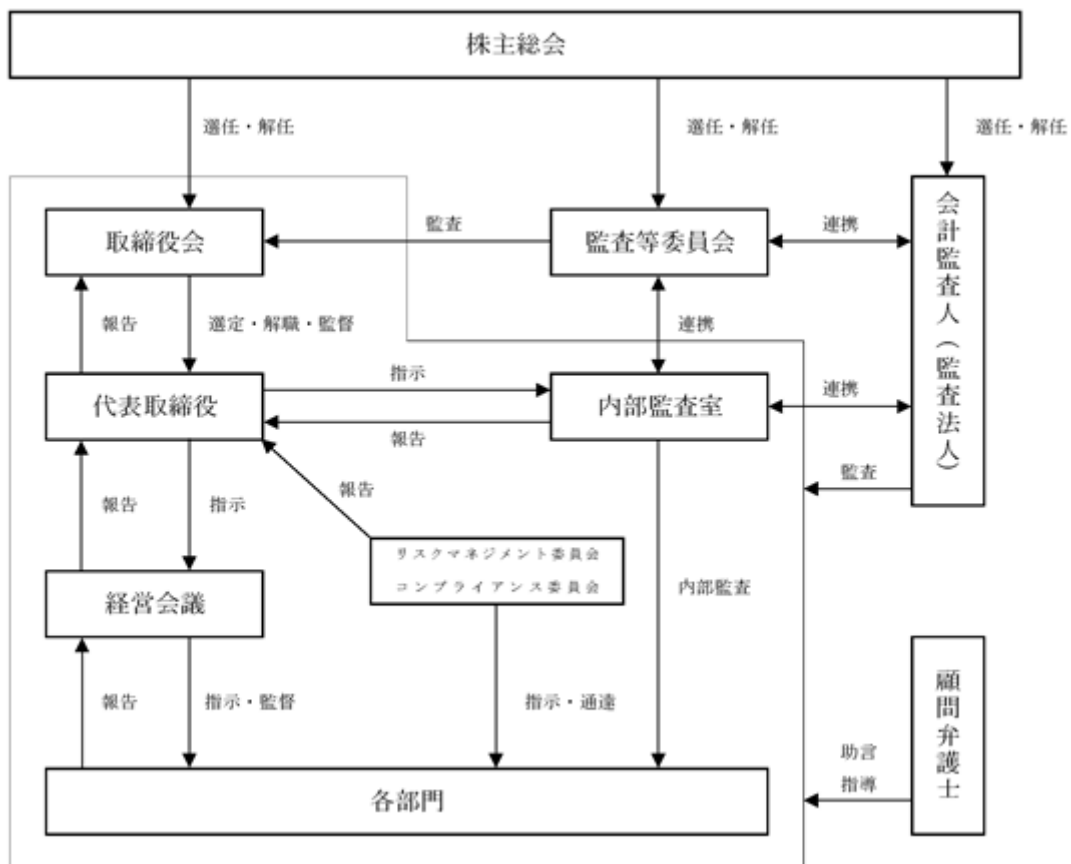 株主総会
選任・解任
選任・解任
選任・解任
取締役会
監査
監査等委員会
連携
会計監査人(監査法人)
報告
選定・解職・監督
連携
代表取締役
指示
報告
内部監査室
連携
監査
報告
指示
報告
リスクマネジメント委員会
コンプライアンス委員会
内部監査
経営会議
報告
指示・監督
指示・通達
顧問弁護士
助言
指導
各部門